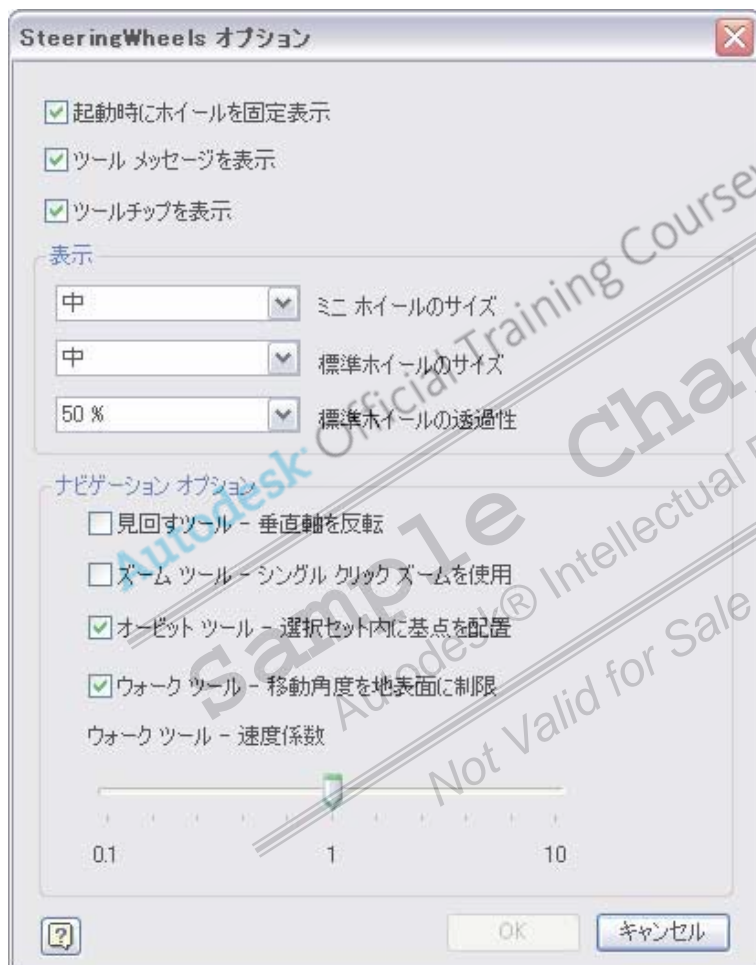 SteeringWheels オプション
起動時にホイールを固定表示
ツール メッセージを表示
ツールチップを表示
表示
中
ミニ ホイールのサイズ
中
標準ホイールのサイズ
50 %
標準ホイールの透過性
ナビゲーション オプション
見回すツール - 垂直軸を反転
ズーム ツール - シングル クリック ズームを使用
オービット ツール - 選択セット内に基点を配置
ウォーク ツール - 移動角度を地表面に制限
ウォーク ツール - 速度係数
0.1
1
10
?
OK
キャンセル
Autodesk Official Training
Sample
Autodesk® Intellectual
Not Valid for Sale